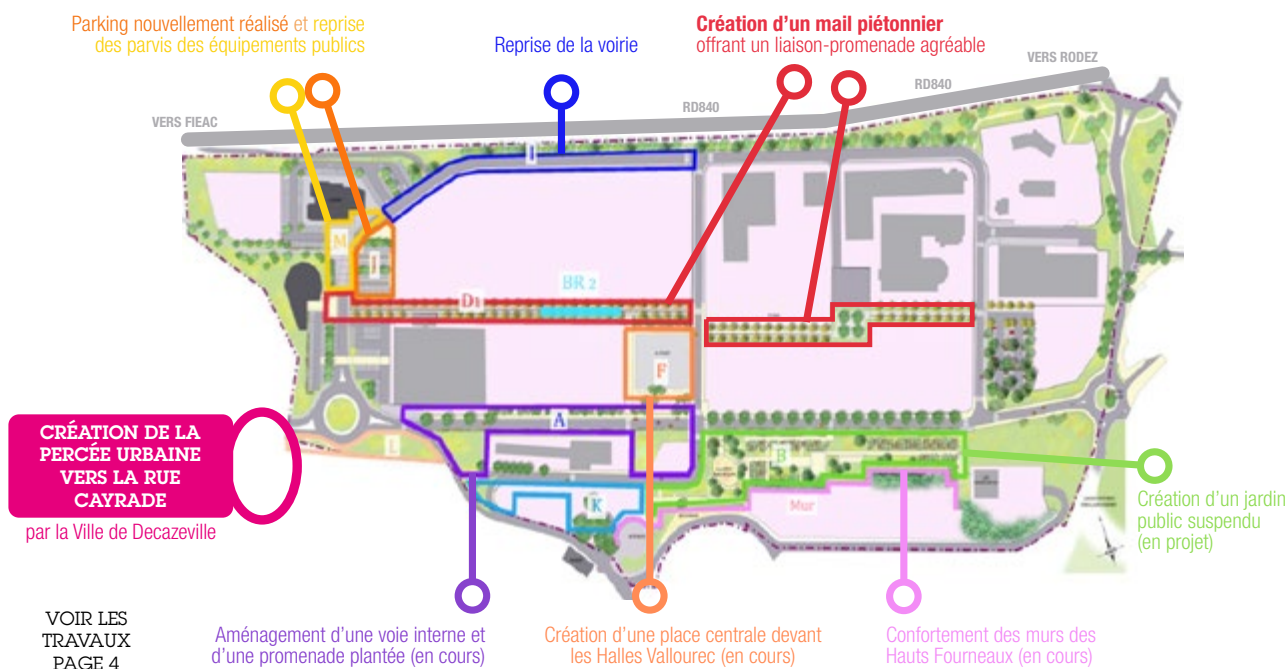 Parking nouvellement réalisé et reprise
des parvis des équipements publics
Reprise de la voirie
Création d'un mail piétonnier
offrant un liaison-promenade agréable
VERS RODEZ
RD840
RD840
VERS FIEAC
I
M
J
D1
BR 2
F
A
L
B
K
Mur
CRÉATION DE LA
PERCÉE URBAINE
VERS LA RUE
CAYRADE
par la Ville de Decazeville
Création d'un jardin
public suspendu
(en projet)
VOIR LES
TRAVAUX
PAGE 4
Aménagement d'une voie interne et
d'une promenade plantée (en cours)
Création d'une place centrale devant
les Halles Vallourec (en cours)
Confortement des murs des
Hauts Fourneaux (en cours)